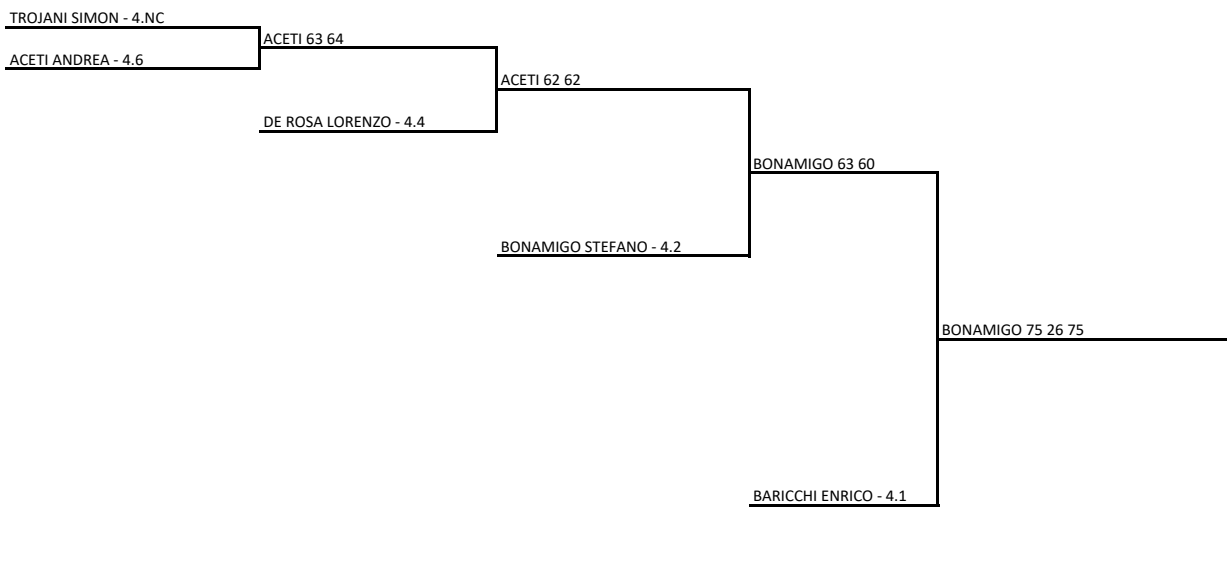 TROJANI SIMON - 4.NC
ACETI 63 64
ACETI ANDREA - 4.6
ACETI 62 62
DE ROSA LORENZO - 4.4
BONAMIGO 63 60
BONAMIGO STEFANO - 4.2
BONAMIGO 75 26 75
BARICCHI ENRICO - 4.1